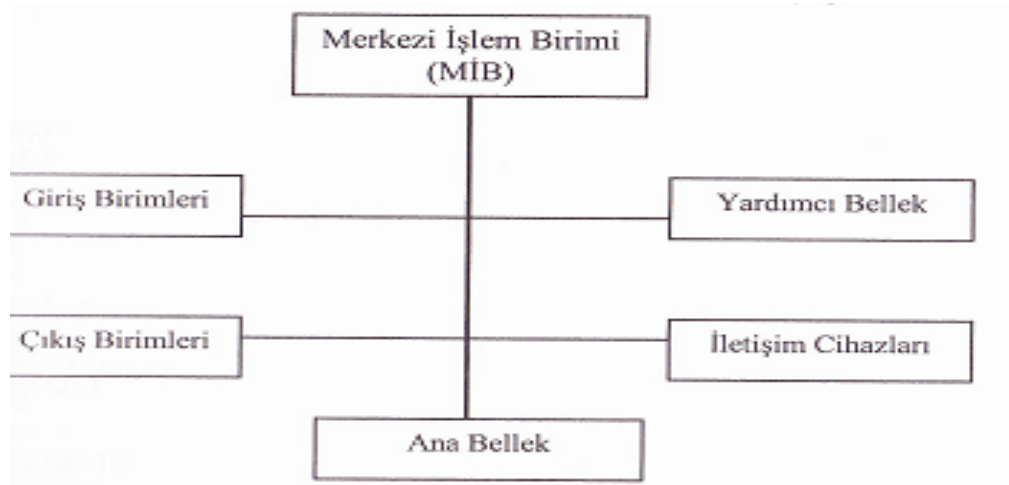 Merkezi İşlem Birimi
(MİB)
Giriş Birimleri
Yardımcı Bellek
Çıkış Birimleri
İletişim Cihazları
Ana Bellek